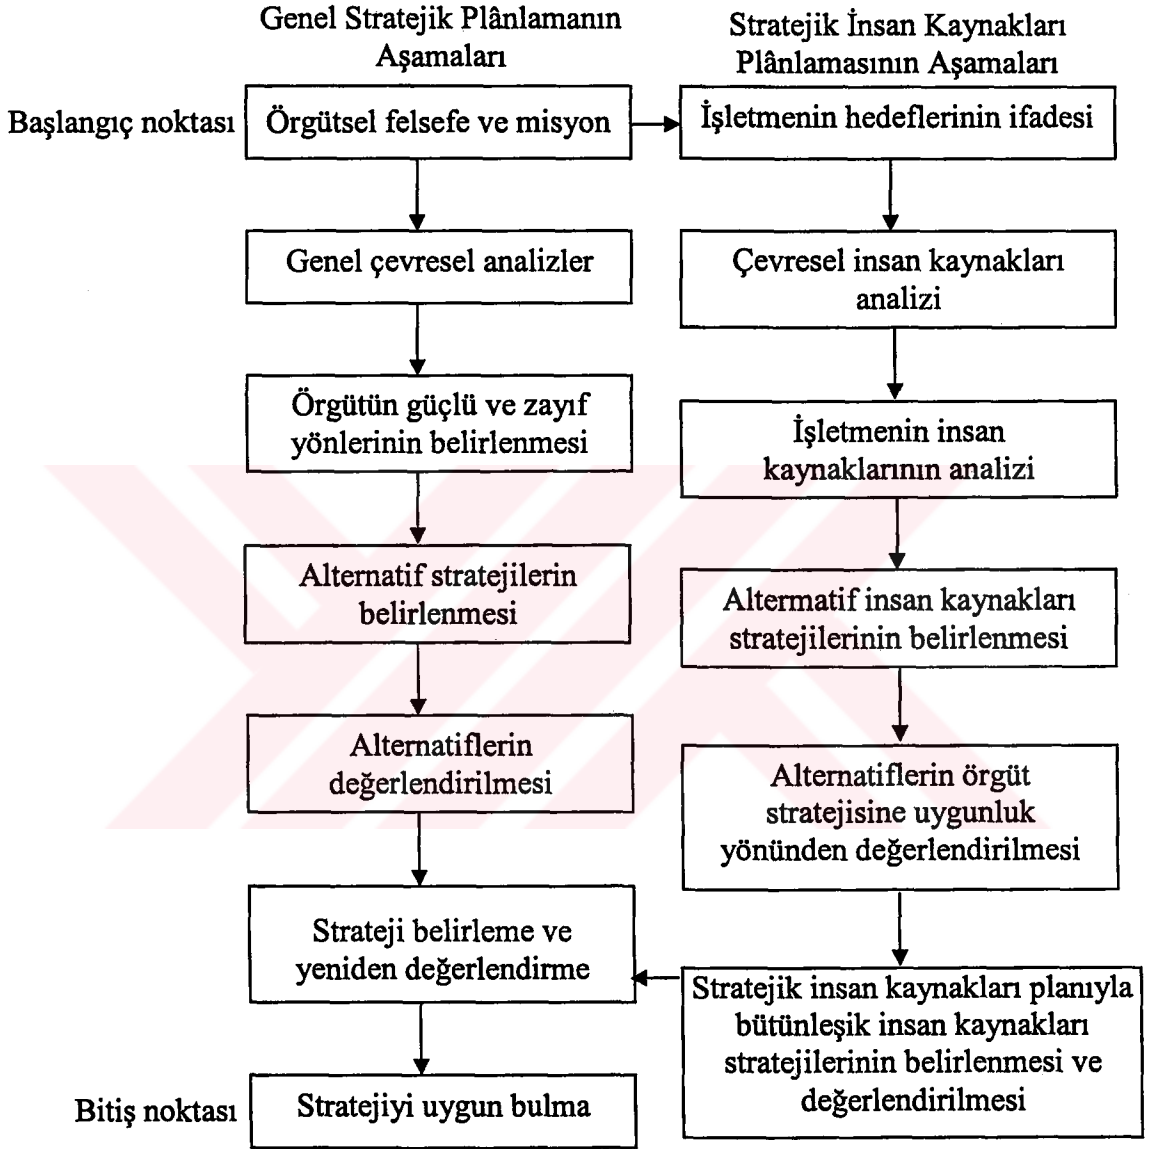 Genel Stratejik Plânlamanın
Aşamaları
Stratejik İnsan Kaynakları
Plânlamasının Aşamaları
Başlangıç noktası
Örgütsel felsefe ve misyon
İşletmenin hedeflerinin ifadesi
Genel çevresel analizler
Çevresel insan kaynakları
analizi
Örgütün güçlü ve zayıf
yönlerinin belirlenmesi
İşletmenin insan
kaynaklarının analizi
Alternatif stratejilerin
belirlenmesi
Altermatif insan kaynakları
stratejilerinin belirlenmesi
Alternatiflerin
değerlendirilmesi
Alternatiflerin örgüt
stratejisine uygunluk
yönünden değerlendirilmesi
Strateji belirleme ve
yeniden değerlendirme
Stratejik insan kaynakları planıyla
bütünleşik insan kaynakları
stratejilerinin belirlenmesi ve
değerlendirilmesi
Bitiş noktası
Stratejiyi uygun bulma